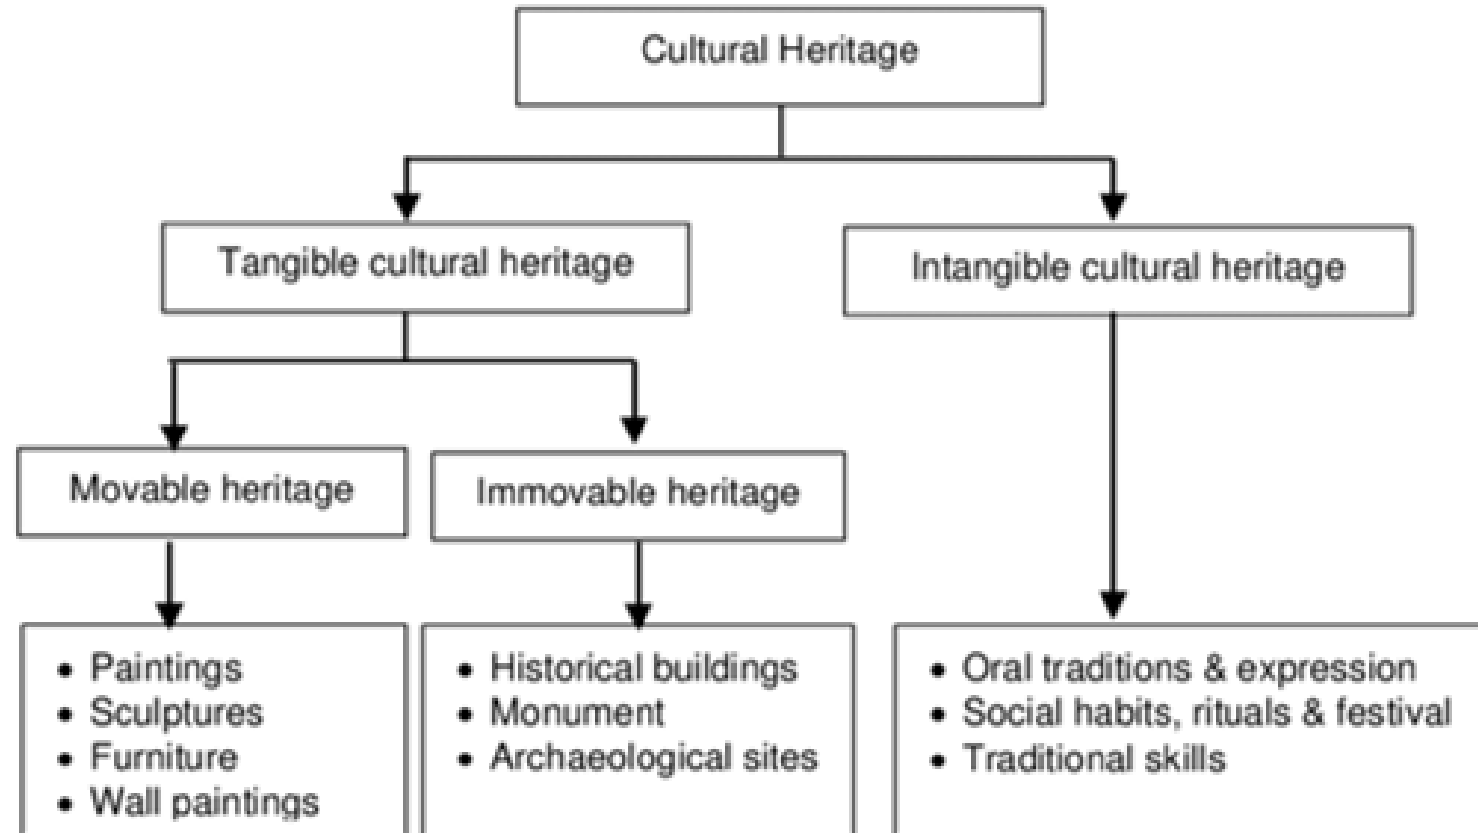 Cultural Heritage
Tangible cultural heritage
Intangible cultural heritage
Movable heritage
Immovable heritage
• Paintings
• Sculptures
• Furniture
• Wall paintings
• Historical buildings
• Monument
• Archaeological sites
• Oral traditions & expression
• Social habits, rituals & festival
• Traditional skills